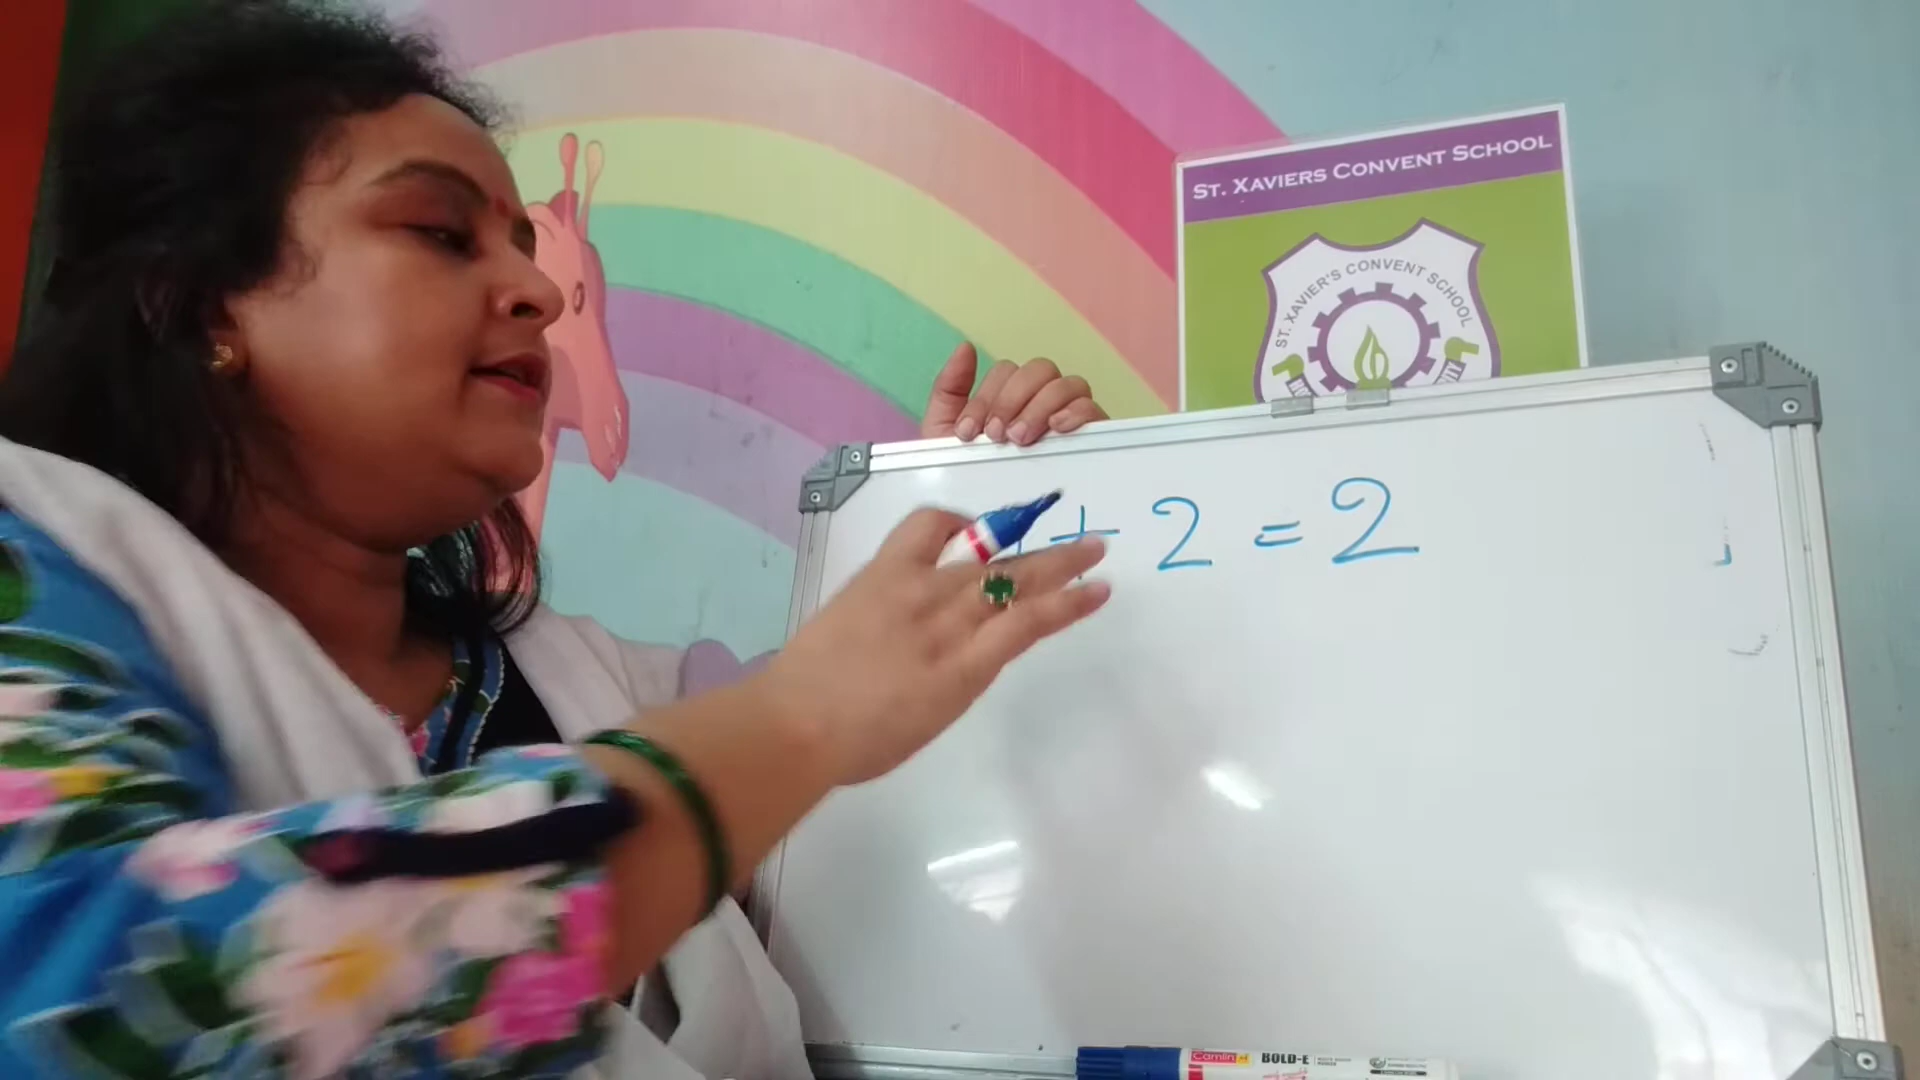 ST. XAVIERS CONVENT SCHOOL
ST. XAVIER'S CONVENT SCHOOL
+ 2 = 2
Camlin BOLD-E